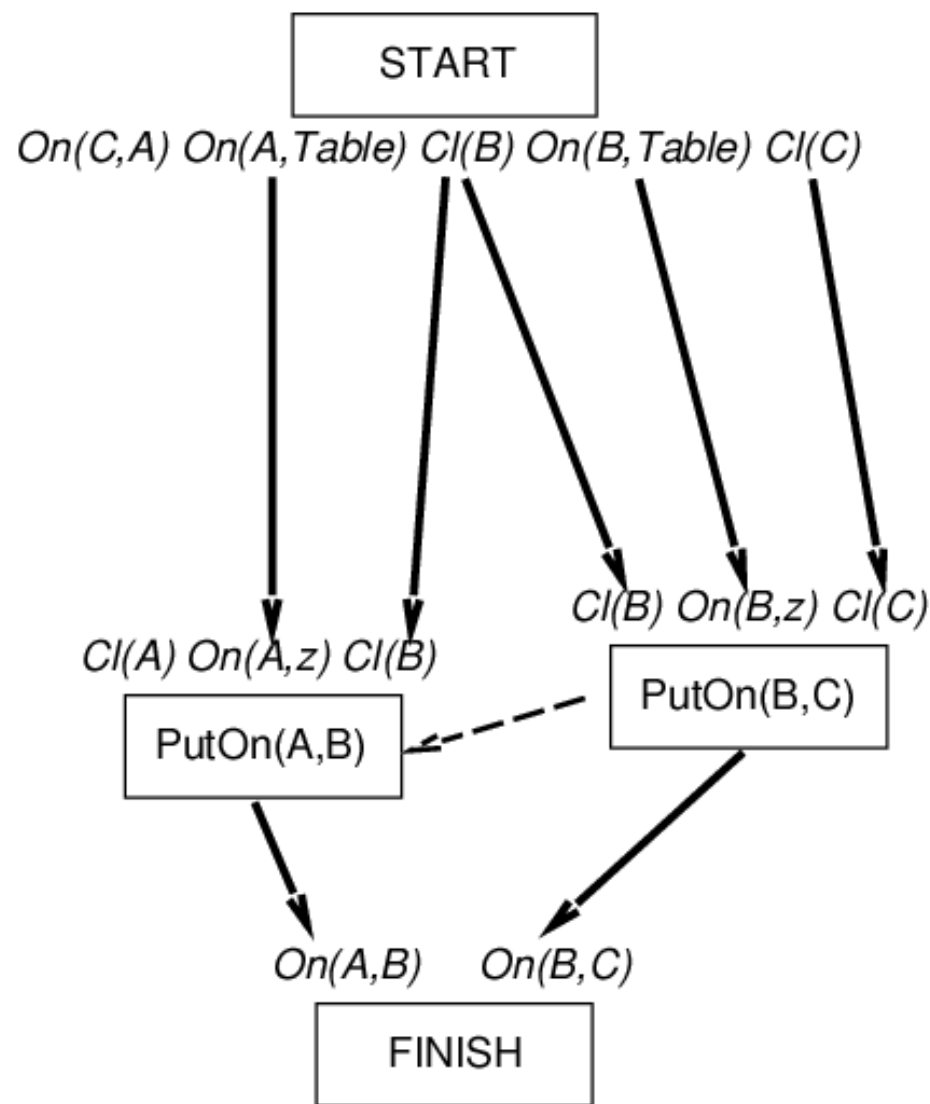 START
On(C,A) On(A,Table) Cl(B) On(B,Table) Cl(C)
Cl(B) On(B,z) Cl(C)
Cl(A) On(A,z) Cl(B)
PutOn(B,C)
PutOn(A,B)
On(A,B) On(B,C)
FINISH